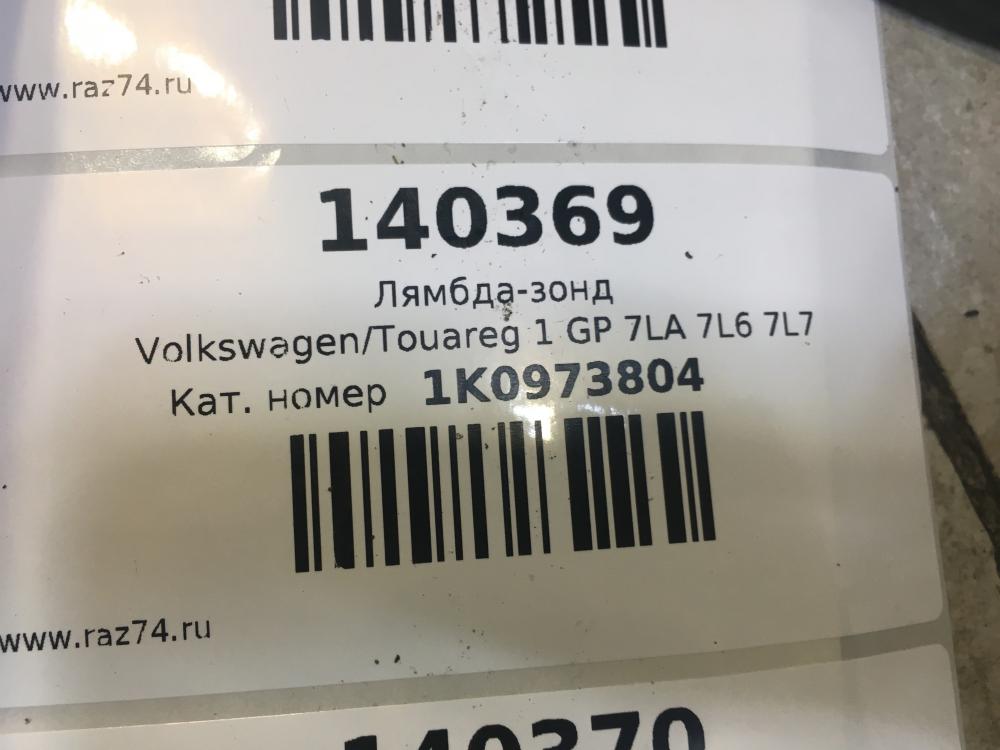 www.raz74.ru
140369
Лямбда-зонд
Volkswagen/Touareg 1 GP 7LA 7L6 7L7
Кат. номер 1K0973804
www.raz74.ru
140370